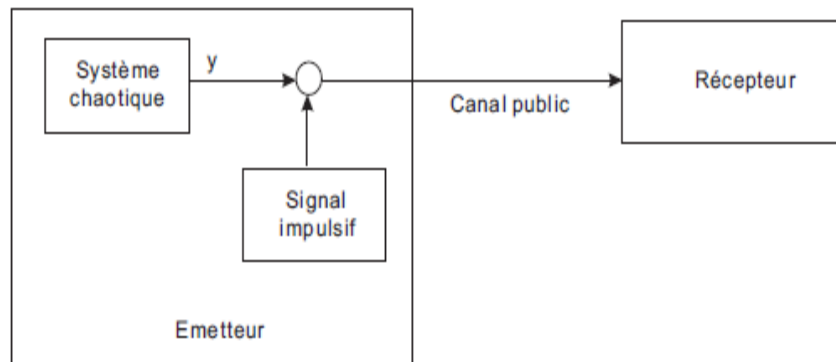 Système
chaotique
y
Canal public
Récepteur
Signal
impulsif
Emetteur